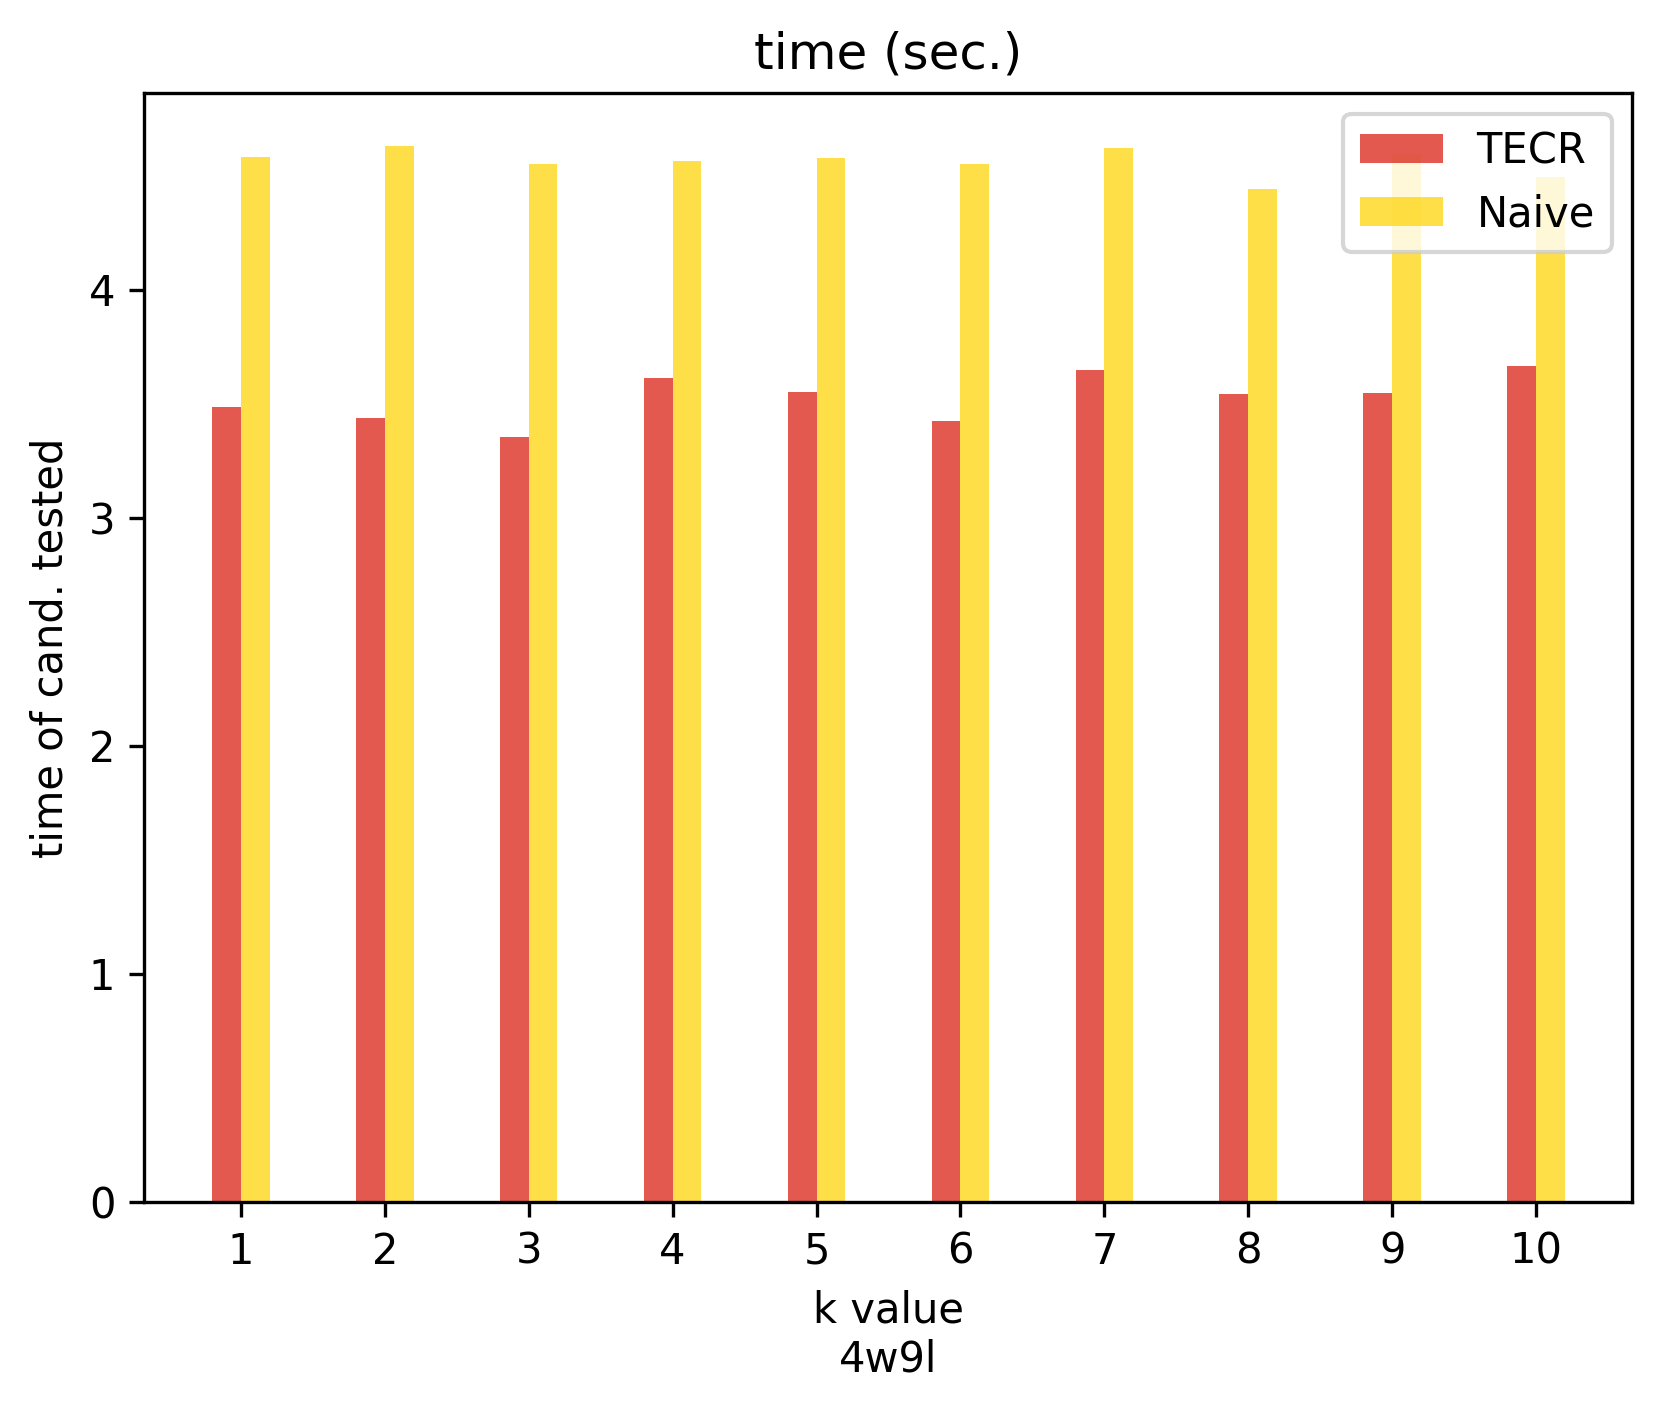 time (sec.)
TECR
Naive
time of cand. tested
4
3
2
1
0
1 2 3 4 5 6 7 8 9 10
k value
4w9l